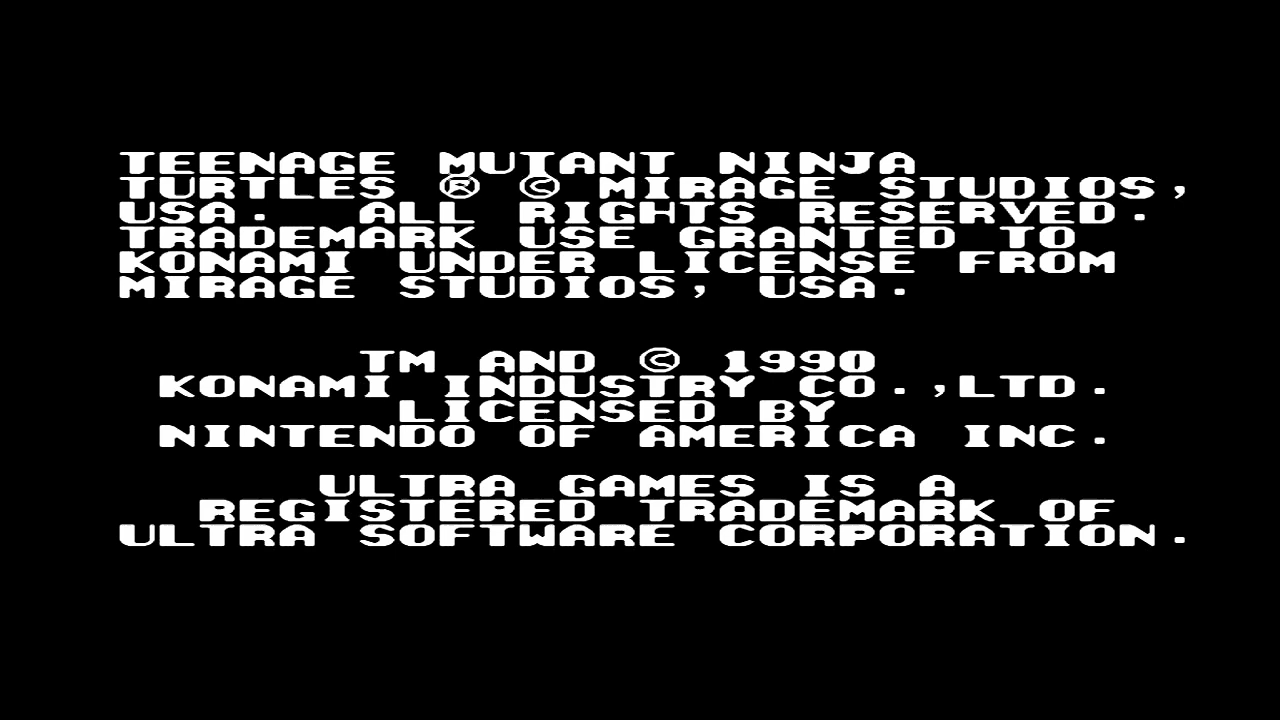 TEENAGE MUTANT NINJA
TURTLES ® © MIRAGE STUDIOS,
USA.  ALL RIGHTS RESERVED.
TRADEMARK USE GRANTED TO
KONAMI UNDER LICENSE FROM
MIRAGE STUDIOS, USA.
TM AND © 1990
KONAMI INDUSTRY CO.,LTD.
LICENSED BY
NINTENDO OF AMERICA INC.
ULTRA GAMES IS A
REGISTERED TRADEMARK OF
ULTRA SOFTWARE CORPORATION.